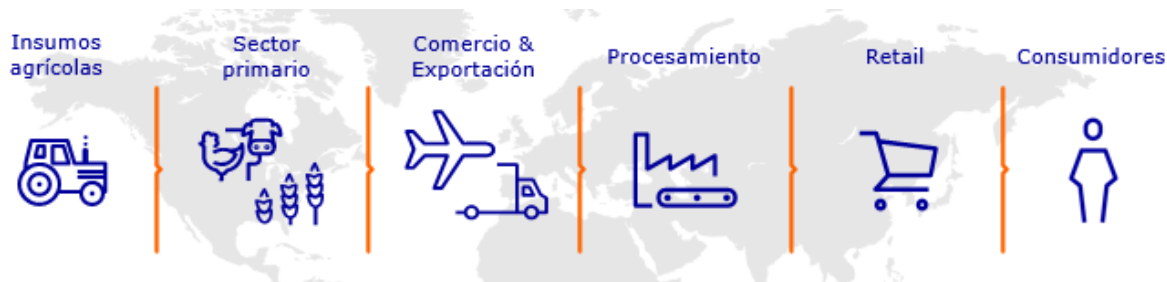 Insumos
agrícolas
Sector
primario
Comercio &
Exportación
Procesamiento
Retail
Consumidores